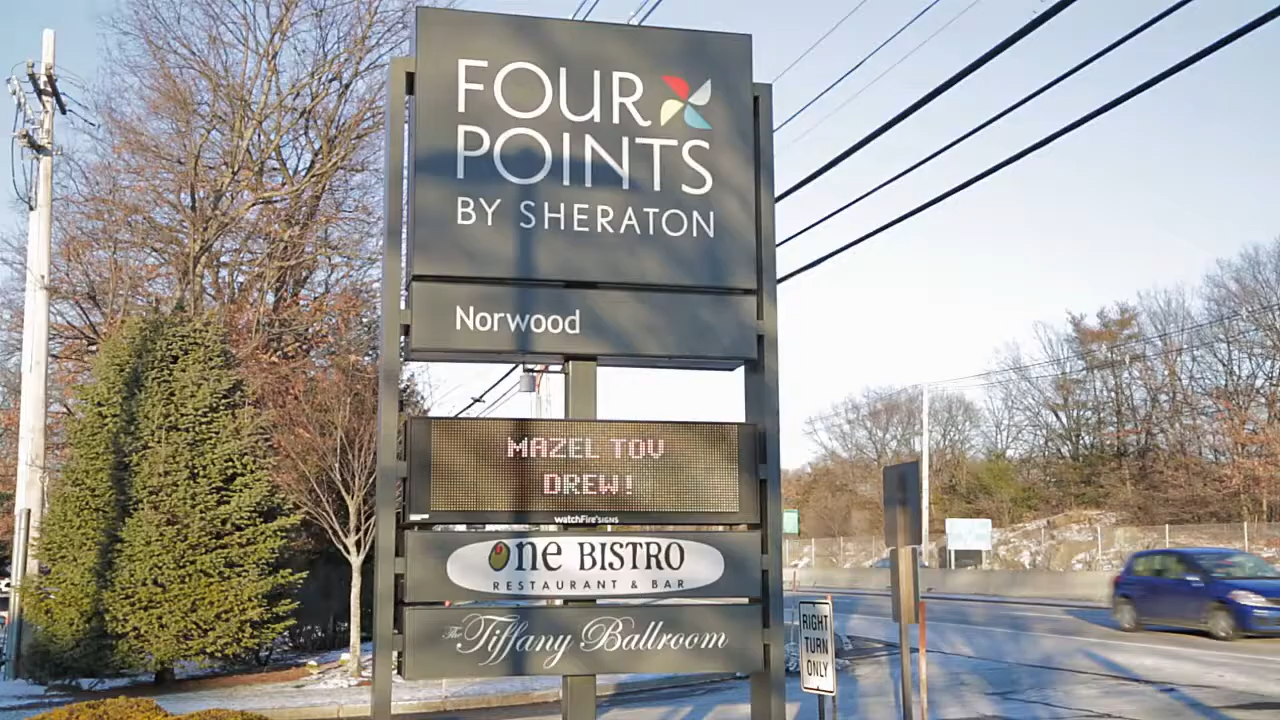 FOUR
POINTS
BY SHERATON
Norwood
MAZEL TOV
DREW!
watchFire SIGNS
One BISTRO
RESTAURANT & BAR
The Tiffany Ballroom
RIGHT
TURN
ONLY